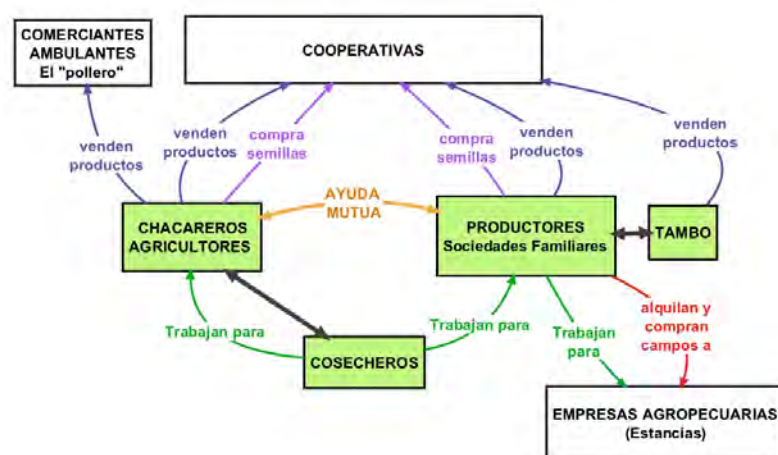 COMERCIANTES
AMBULANTES
El "pollero"
COOPERATIVAS
venden
productos
venden
productos
compra
semillas
compra
semillas
venden
productos
venden
productos
AYUDA
MUTUA
CHACAREROS
AGRICULTORES
PRODUCTORES
Sociedades Familiares
TAMBO
Trabajan para
Trabajan para
Trabajan
para
alquilan y
compran
campos a
COSECHEROS
EMPRESAS AGROPECUARIAS
(Estancias)